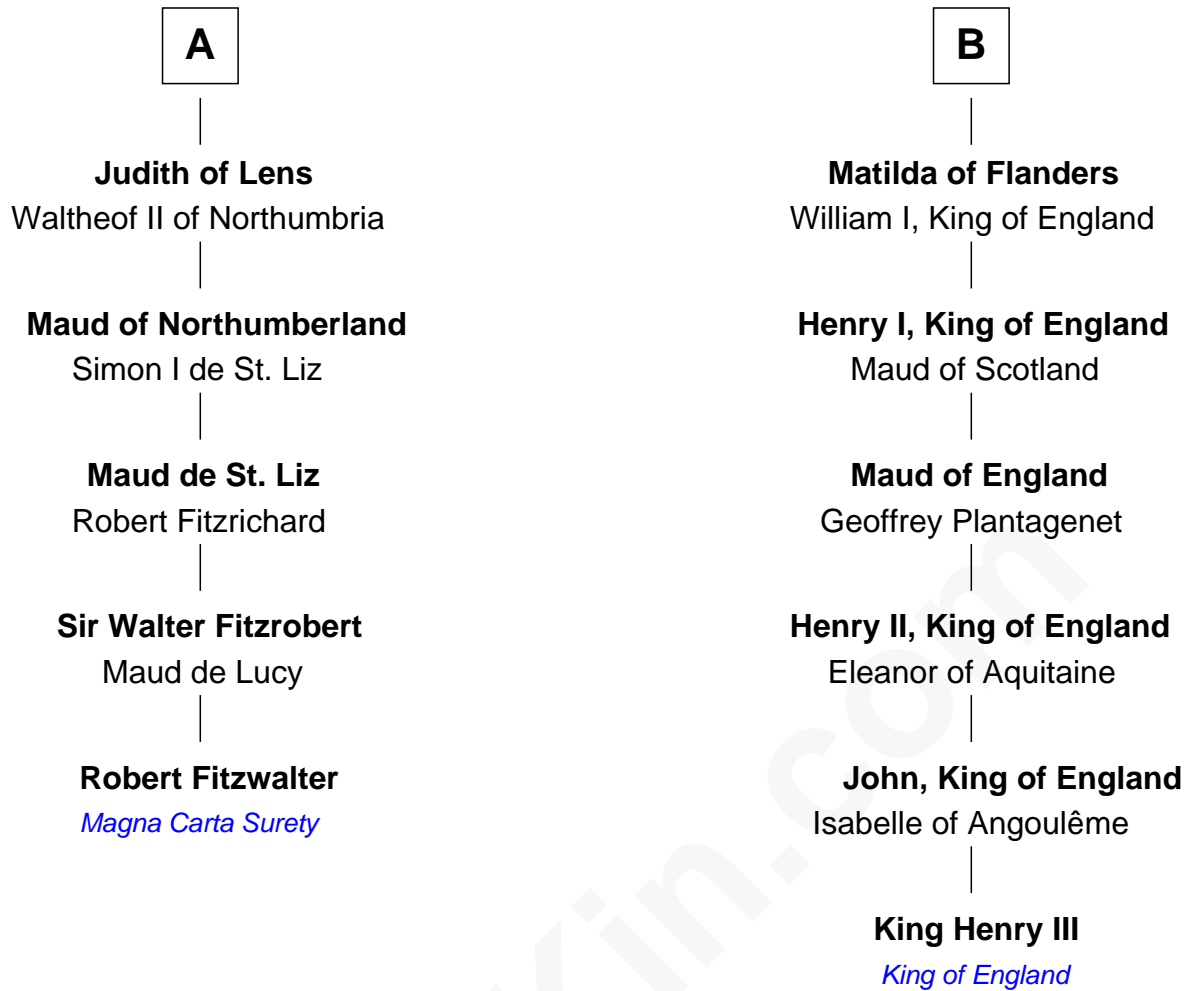 A
Judith of Lens
Waltheof II of Northumbria
Maud of Northumberland
Simon I de St. Liz
Maud de St. Liz
Robert Fitzrichard
Sir Walter Fitzrobert
Maud de Lucy
Robert Fitzwalter
Magna Carta Surety
B
Matilda of Flanders
William I, King of England
Henry I, King of England
Maud of Scotland
Maud of England
Geoffrey Plantagenet
Henry II, King of England
Eleanor of Aquitaine
John, King of England
Isabelle of Angoulême
King Henry III
King of England
Kin.com